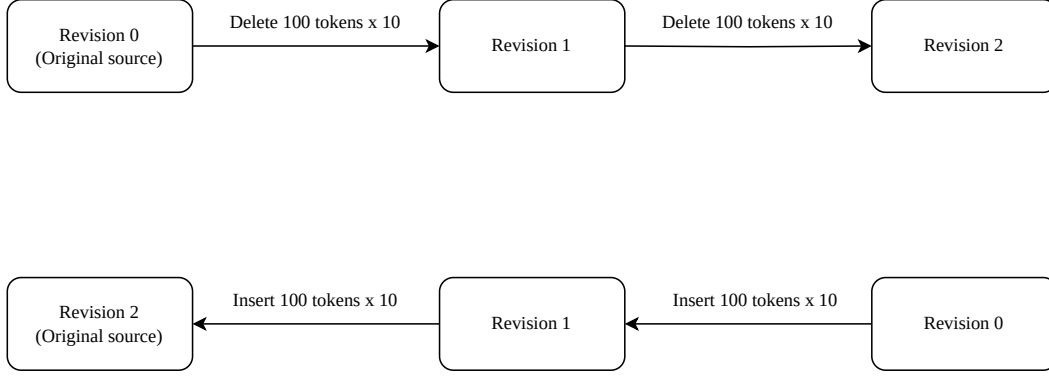 Delete 100 tokens x 10
Delete 100 tokens x 10
Revision 0
(Original source)
Revision 1
Revision 2
Insert 100 tokens x 10
Insert 100 tokens x 10
Revision 2
(Original source)
Revision 1
Revision 0